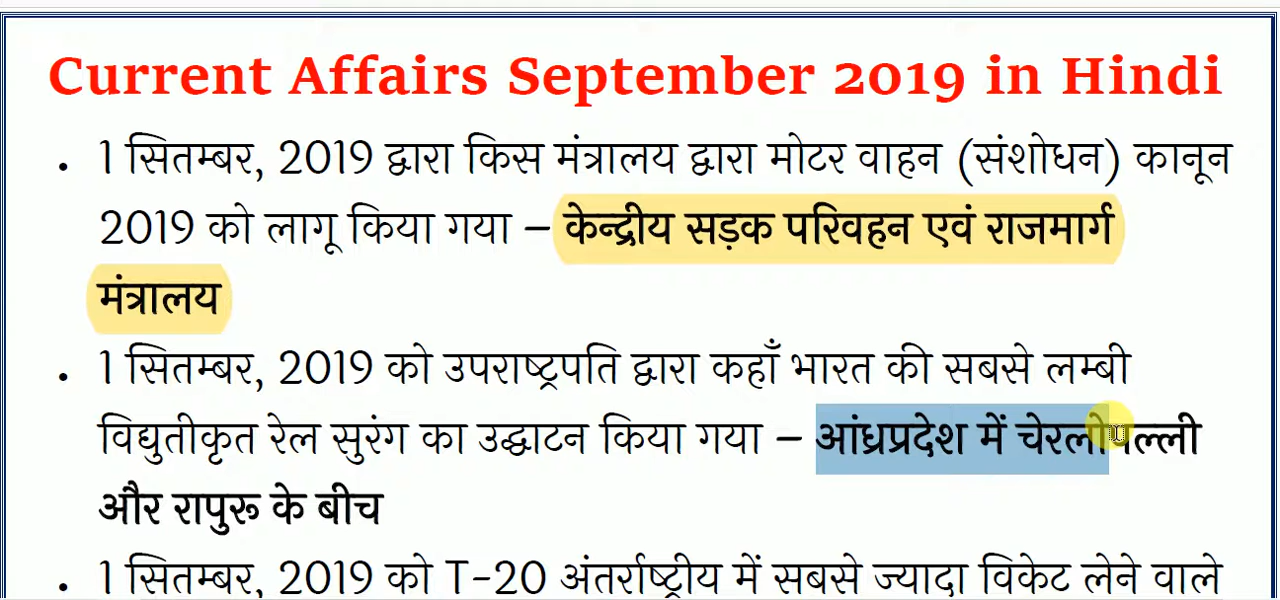 Current Affairs September 2019 in Hindi
• 1 सितम्बर, 2019 द्वारा किस मंत्रालय द्वारा मोटर वाहन (संशोधन) कानून
2019 को लागू किया गया – केन्द्रीय सड़क परिवहन एवं राजमार्ग
मंत्रालय
• 1 सितम्बर, 2019 को उपराष्ट्रपति द्वारा कहाँ भारत की सबसे लम्बी
विद्युतीकृत रेल सुरंग का उद्घाटन किया गया – आंध्रप्रदेश में चेरलीपल्ली
और रापुरू के बीच
• 1 सितम्बर, 2019 को T-20 अंतर्राष्ट्रीय में सबसे ज्यादा विकेट लेने वाले